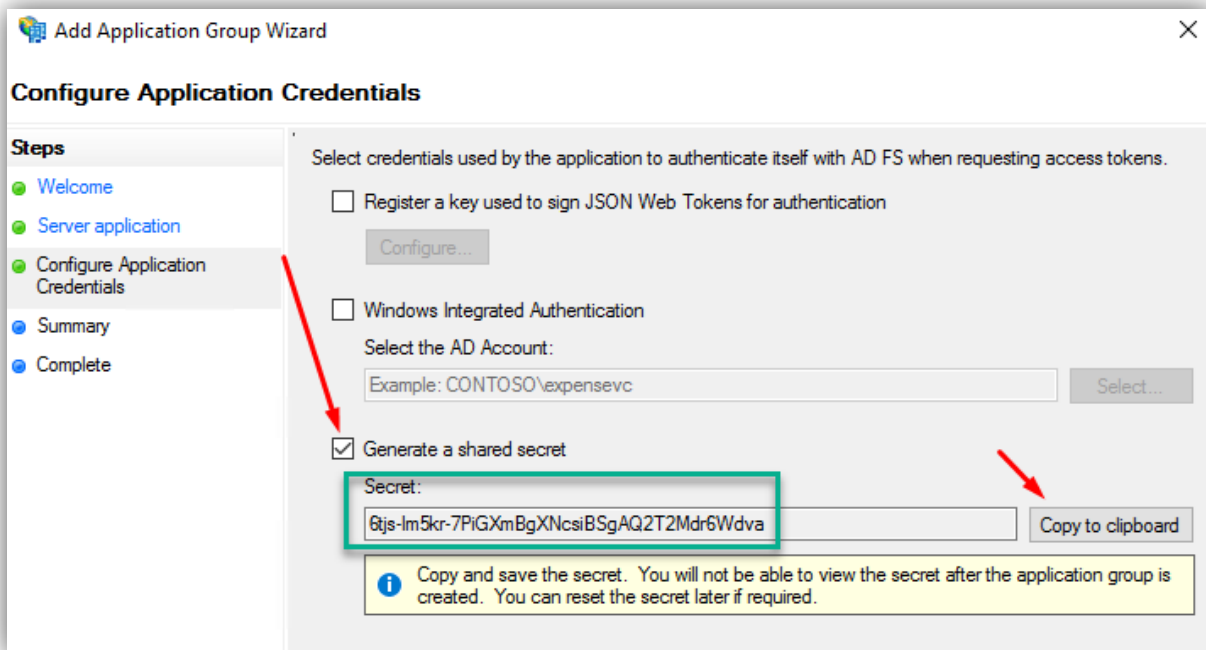 Add Application Group Wizard
Configure Application Credentials
Steps
Welcome
Server application
Configure Application
Credentials
Summary
Complete
Select credentials used by the application to authenticate itself with AD FS when requesting access tokens.
Register a key used to sign JSON Web Tokens for authentication
Configure...
Windows Integrated Authentication
Select the AD Account:
Example: CONTOSO\expensevc
Select...
Generate a shared secret
Secret:
6tjs-lm5kr-7PiGXmBgXNcsiBSgAQ2T2Mdr6Wdva
Copy to clipboard
Copy and save the secret.  You will not be able to view the secret after the application group is
created.  You can reset the secret later if required.